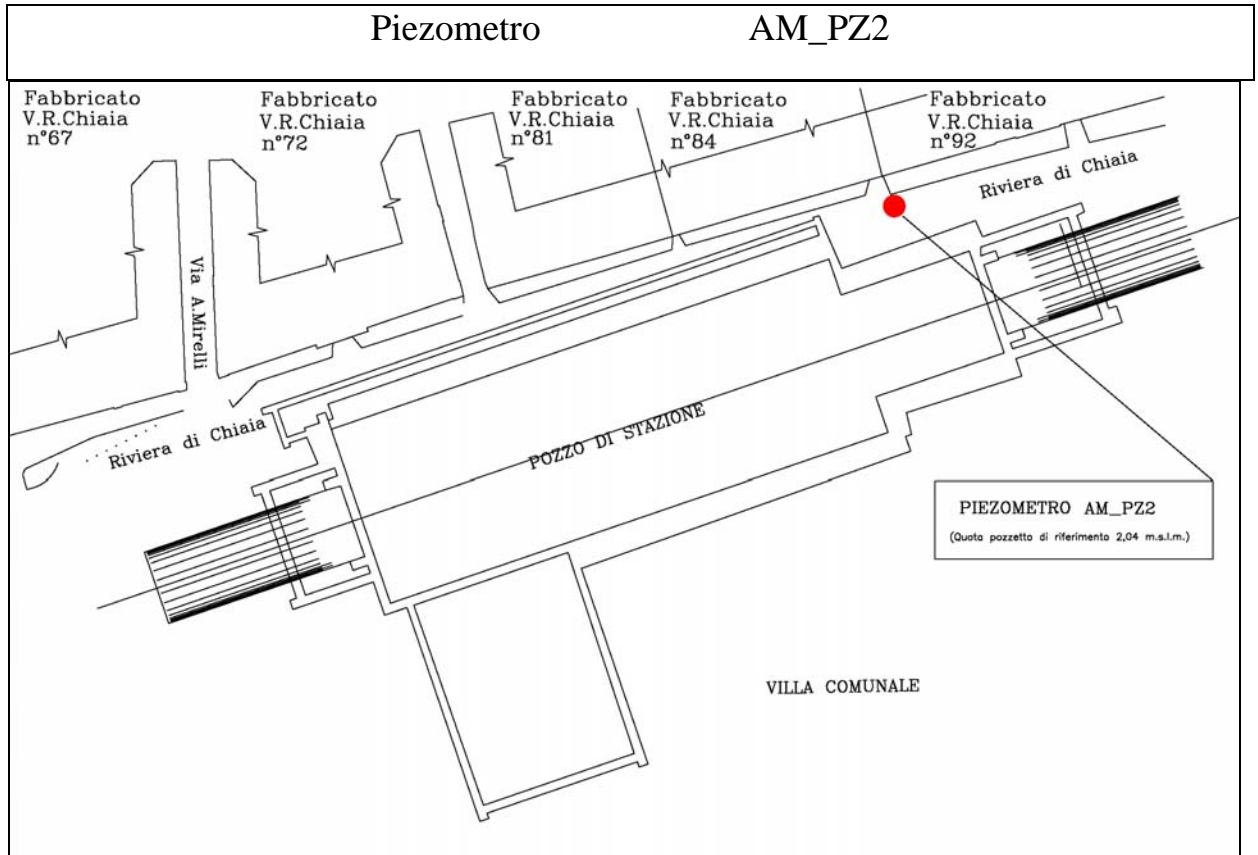 Piezometro AM_PZ2
Fabbricato
V.R.Chiaia
n°67
Fabbricato
V.R.Chiaia
n°72
Fabbricato
V.R.Chiaia
n°81
Fabbricato
V.R.Chiaia
n°84
Fabbricato
V.R.Chiaia
n°92
Riviera di Chiaia
Via A.Mirelli
Riviera di Chiaia
POZZO DI STAZIONE
PIEZOMETRO AM_PZ2
(Quota pozzetto di riferimento 2,04 m.s.l.m.)
VILLA COMUNALE